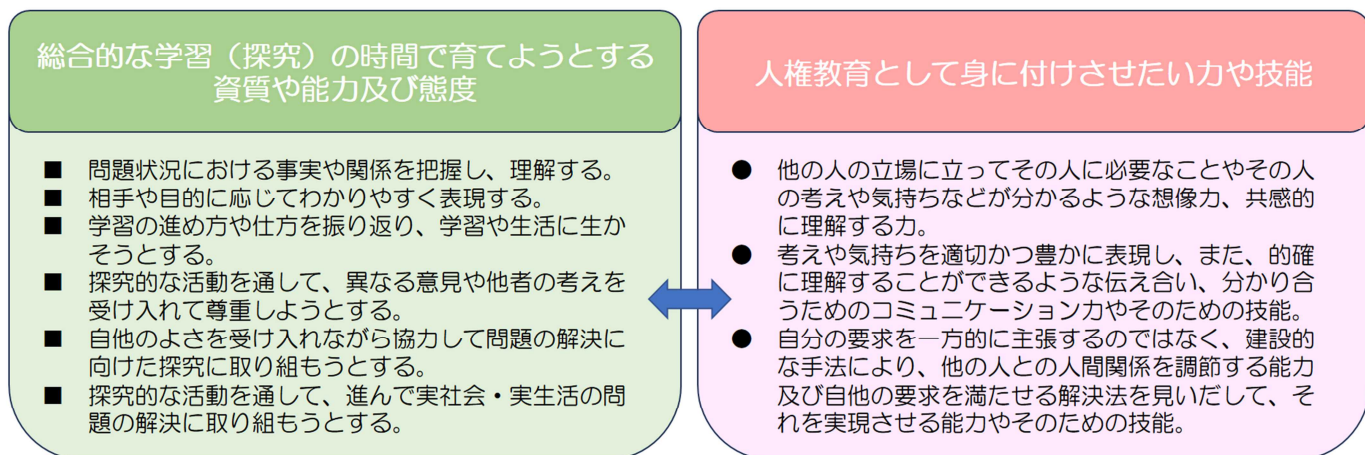 総合的な学習（探究）の時間で育てようとする
資質や能力及び態度
■ 問題状況における事実や関係を把握し、理解する。
■ 相手や目的に応じてわかりやすく表現する。
■ 学習の進め方や仕方を振り返り、学習や生活に生か
そうとする。
■ 探究的な活動を通して、異なる意見や他者の考えを
受け入れて尊重しようとする。
■ 自他のよさを受け入れながら協力して問題の解決に
向けた探究に取り組もうとする。
■ 探究的な活動を通して、進んで実社会・実生活の問
題の解決に取り組もうとする。
人権教育として身に付けさせたい力や技能
● 他の人の立場に立ってその人に必要なことやその人
の考えや気持ちなどが分かるような想像力、共感的
に理解する力。
● 考えや気持ちを適切かつ豊かに表現し、また、的確
に理解することができるような伝え合い、分かり合
うためのコミュニケーション力やそのための技能。
● 自分の要求を一方的に主張するのではなく、建設的
な手法により、他の人との人間関係を調節する能力
及び自他の要求を満たせる解決法を見いだして、そ
れを実現させる能力やそのための技能。